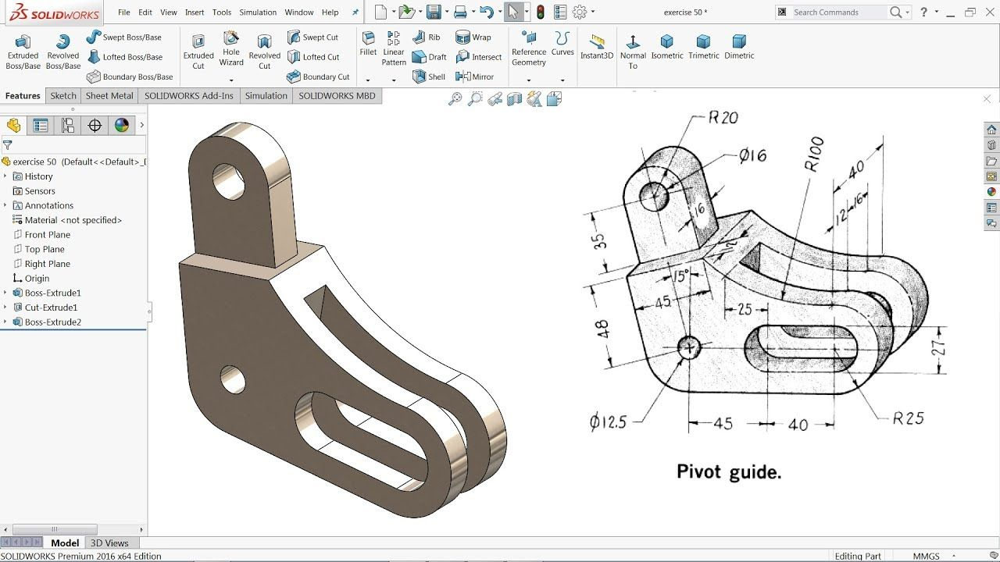 SOLIDWORKS
File Edit View Insert Tools Simulation Window Help
exercise 50 *
Search Commands
?
Extruded Boss/Base
Revolved Boss/Base
Swept Boss/Base
Lofted Boss/Base
Boundary Boss/Base
Extruded Cut
Hole Wizard
Revolved Cut
Swept Cut
Lofted Cut
Boundary Cut
Fillet
Linear Pattern
Rib
Draft
Shell
Wrap
Intersect
Mirror
Reference Geometry
Curves
Instant3D
Normal To
Isometric
Trimetric
Dimetric
Features Sketch Sheet Metal SOLIDWORKS Add-Ins Simulation SOLIDWORKS MBD
exercise 50 (Default<<Default>_
History
Sensors
Annotations
Material <not specified>
Front Plane
Top Plane
Right Plane
Origin
Boss-Extrude1
Cut-Extrude1
Boss-Extrude2
R20
Ø16
R100
40
16
12
16
35
12
15°
45
25
48
27
Ø12.5
45
40
R25
Pivot guide.
Model 3D Views
SOLIDWORKS Premium 2016 x64 Edition
Editing Part
MMGS